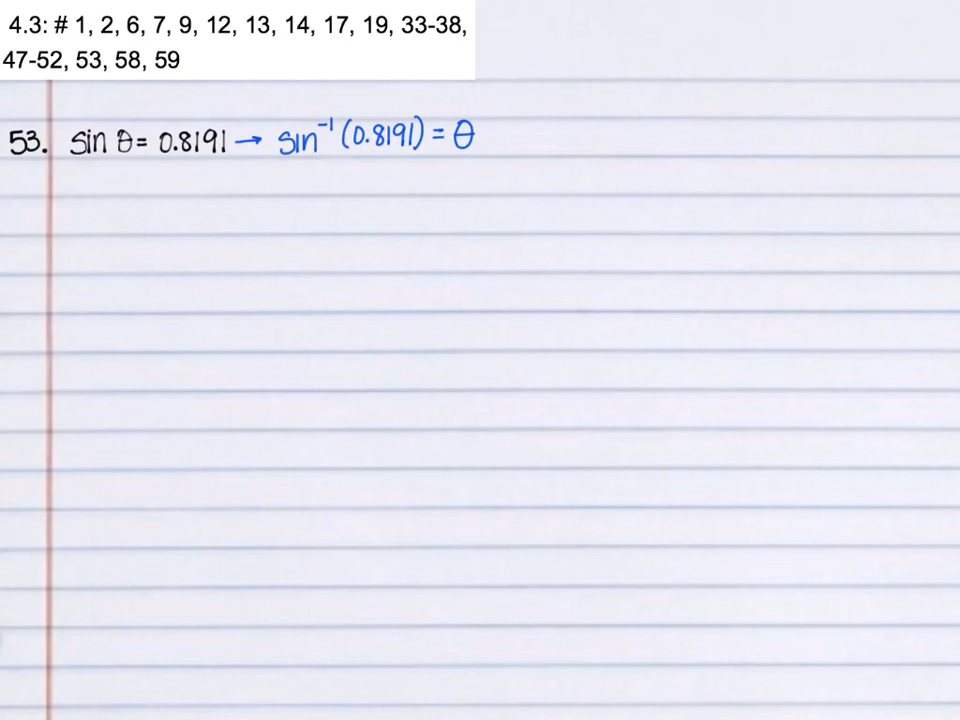 4.3: # 1, 2, 6, 7, 9, 12, 13, 14, 17, 19, 33-38,
47-52, 53, 58, 59
53. sin θ = 0.8191 → sin⁻¹ (0.8191) = θ